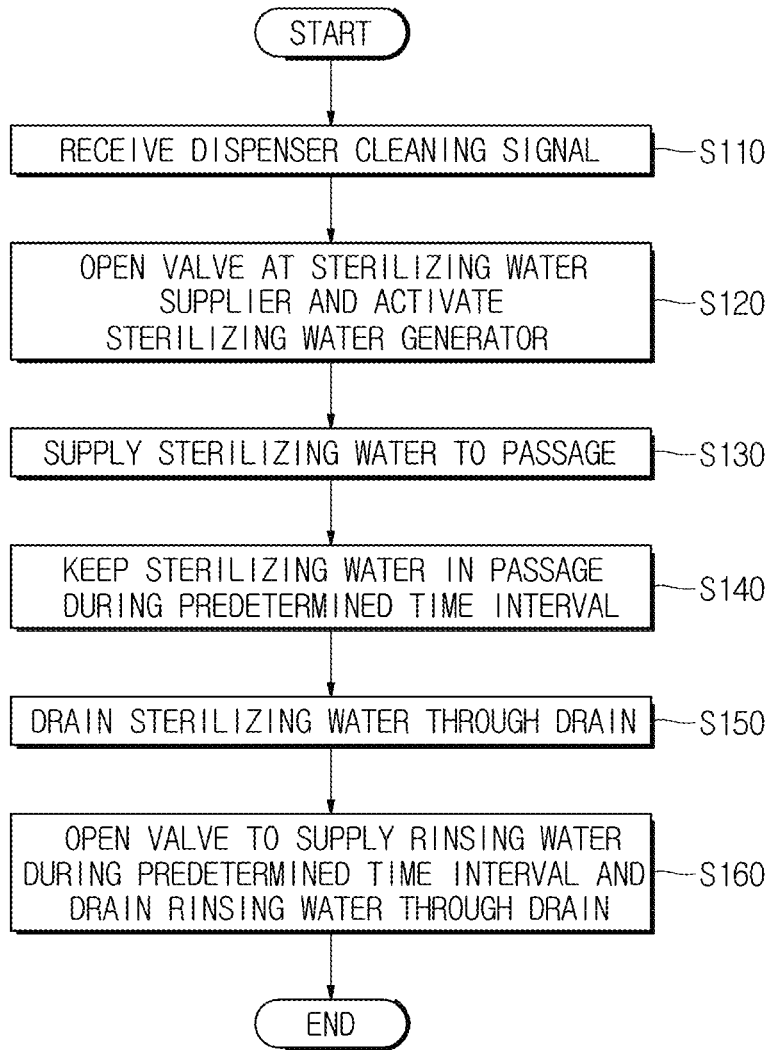 START
RECEIVE DISPENSER CLEANING SIGNAL
S110
OPEN VALVE AT STERILIZING WATER
SUPPLIER AND ACTIVATE
STERILIZING WATER GENERATOR
S120
SUPPLY STERILIZING WATER TO PASSAGE
S130
KEEP STERILIZING WATER IN PASSAGE
DURING PREDETERMINED TIME INTERVAL
S140
DRAIN STERILIZING WATER THROUGH DRAIN
S150
OPEN VALVE TO SUPPLY RINSING WATER
DURING PREDETERMINED TIME INTERVAL AND
DRAIN RINSING WATER THROUGH DRAIN
S160
END